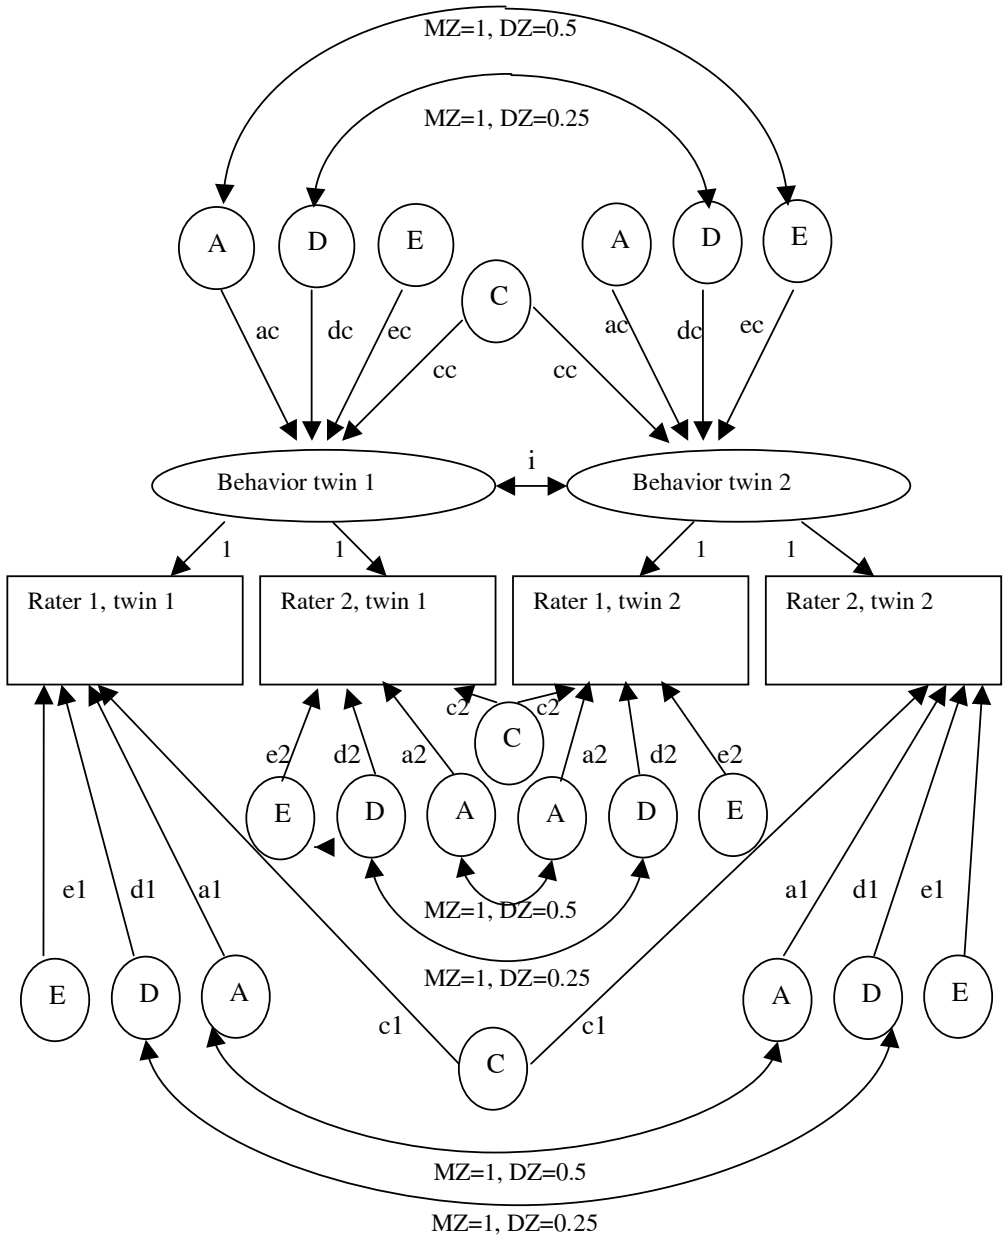 MZ=1, DZ=0.5
MZ=1, DZ=0.25
A D E A D E
C
ac dc ec ac dc ec
cc cc
i
Behavior twin 1 Behavior twin 2
1 1 1 1
Rater 1, twin 1 Rater 2, twin 1 Rater 1, twin 2 Rater 2, twin 2
c2 c2
C
e2 d2 a2 a2 d2 e2
E D A A D E
e1 d1 a1 a1 d1 e1
MZ=1, DZ=0.5
MZ=1, DZ=0.25
E D A A D E
c1 c1
C
MZ=1, DZ=0.5
MZ=1, DZ=0.25